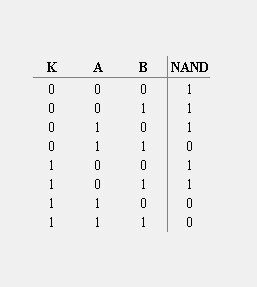 K A B NAND
0 0 0 1
0 0 1 1
0 1 0 1
0 1 1 0
1 0 0 1
1 0 1 1
1 1 0 0
1 1 1 0